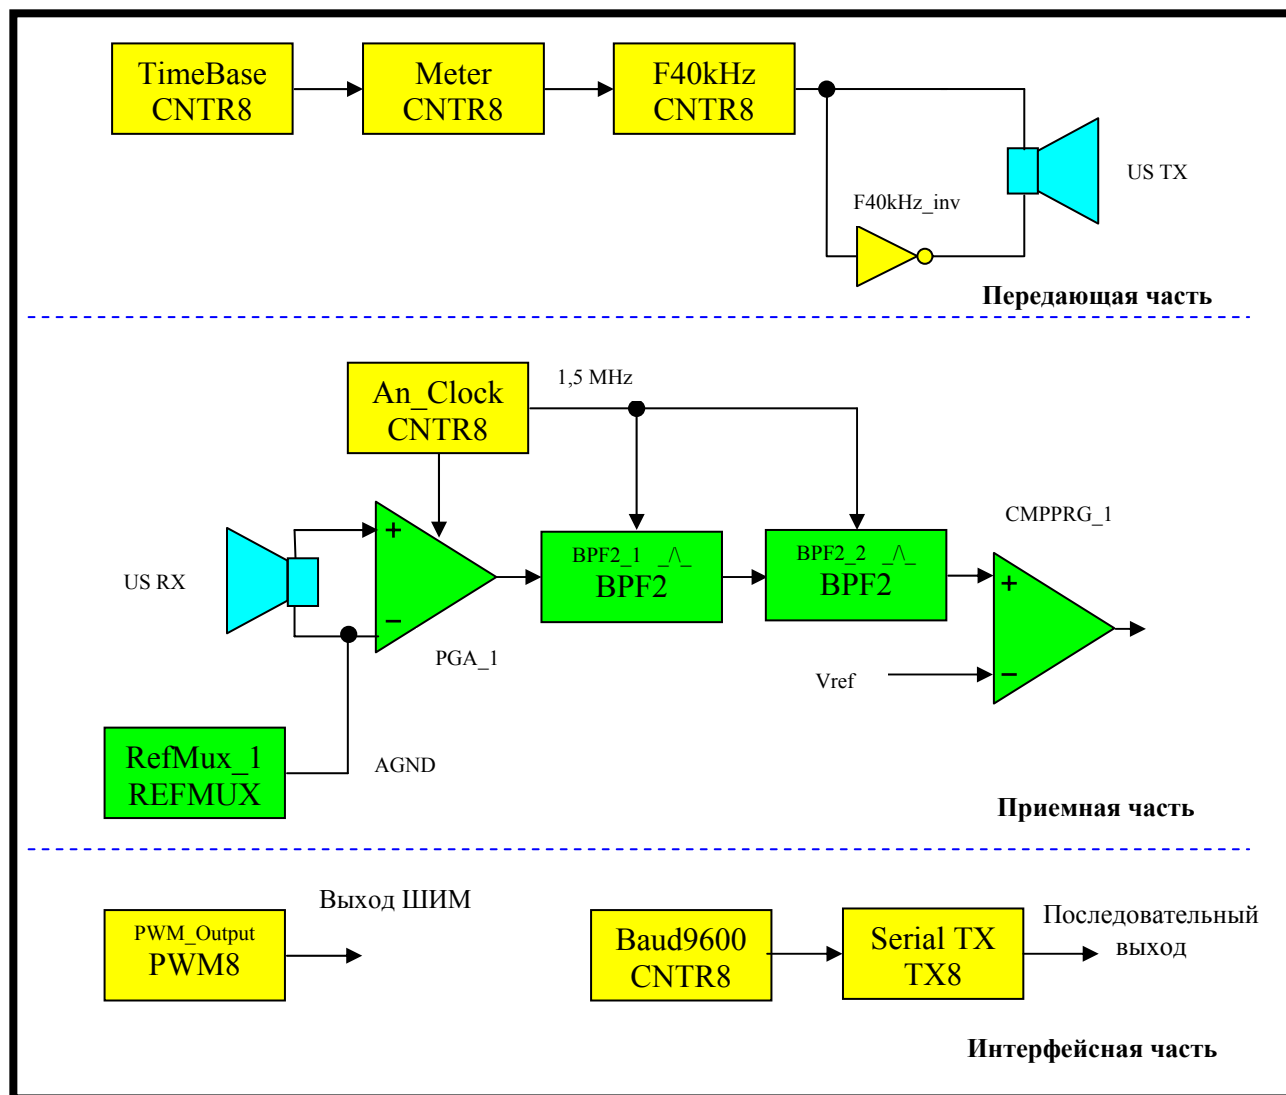 TimeBase
CNTR8
Meter
CNTR8
F40kHz
CNTR8
US TX
F40kHz_inv
Передающая часть
An_Clock
CNTR8
1,5 MHz
CMPPRG_1
+
−
US RX
PGA_1
BPF2_1 _/\_
BPF2
BPF2_2 _/\_
BPF2
+
−
Vref
RefMux_1
REFMUX
AGND
Приемная часть
PWM_Output
PWM8
Выход ШИМ
Baud9600
CNTR8
Serial TX
TX8
Последовательный
выход
Интерфейсная часть